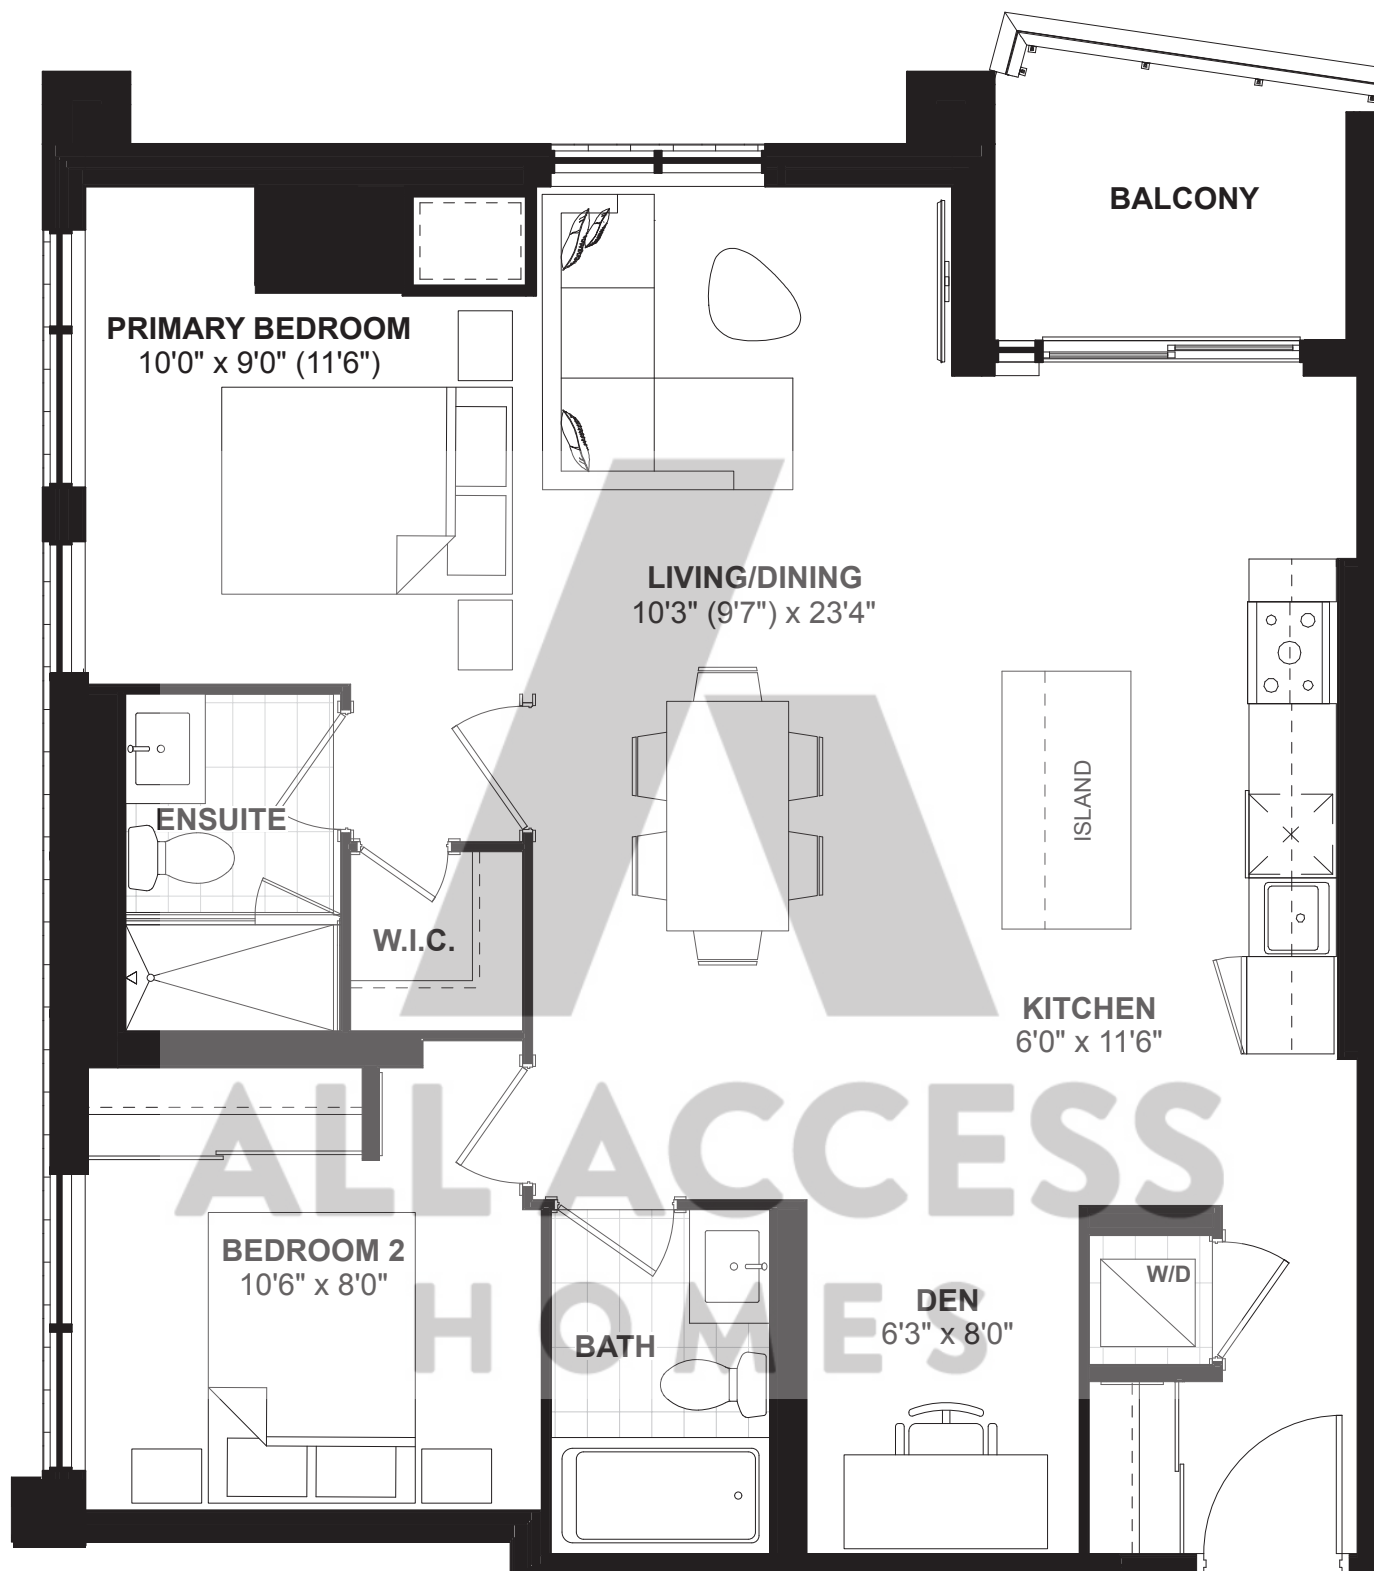 BALCONY
PRIMARY BEDROOM
10'0" x 9'0" (11'6")
LIVING/DINING
10'3" (9'7") x 23'4"
ISLAND
ENSUITE
W.I.C.
KITCHEN
6'0" x 11'6"
ALL ACCESS
HOMES
BEDROOM 2
10'6" x 8'0"
BATH
DEN
6'3" x 8'0"
W/D